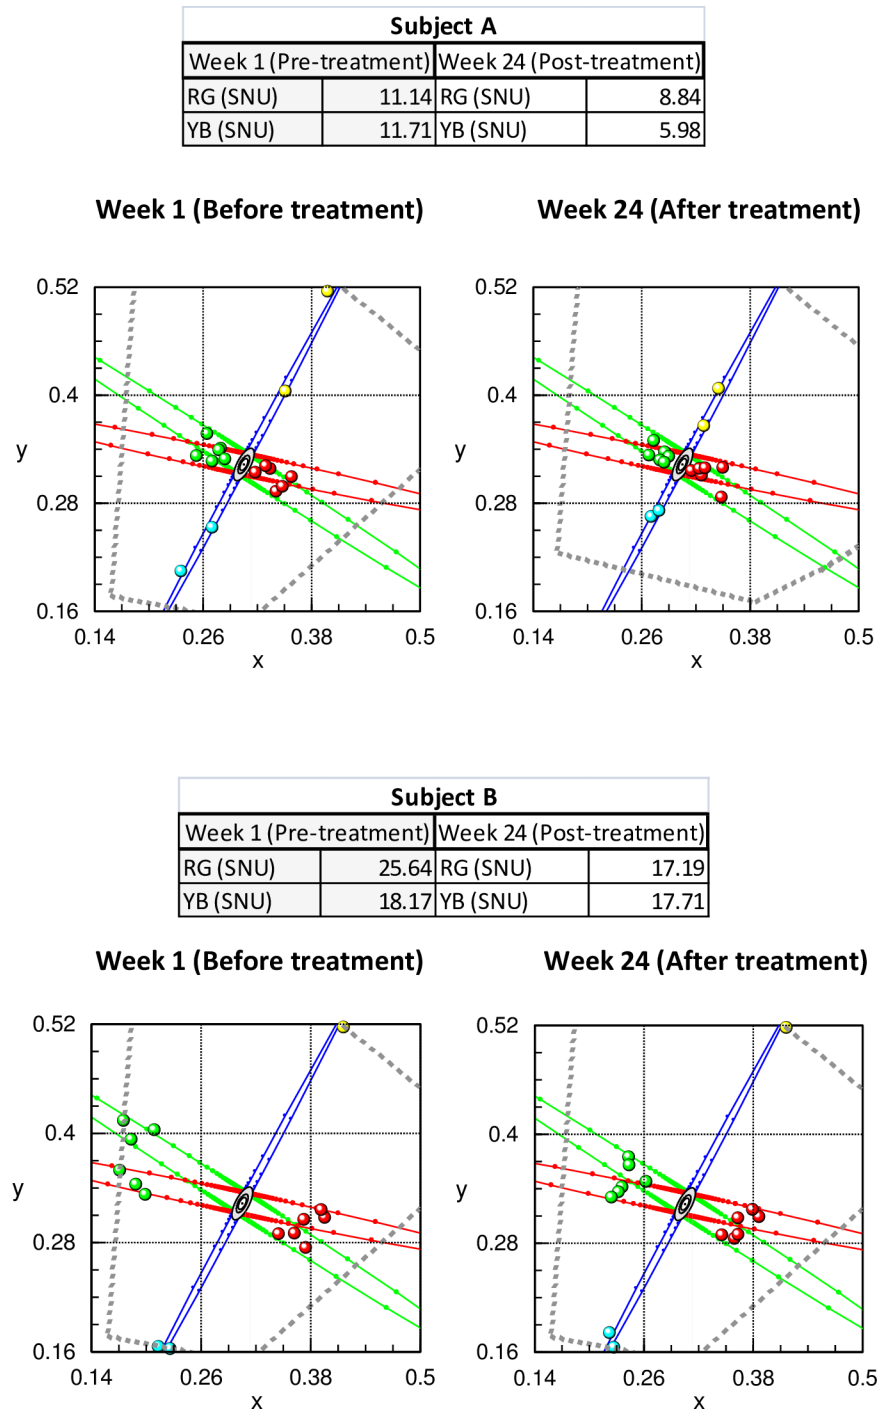 Subject A
Week 1 (Pre-treatment) Week 24 (Post-treatment)
RG (SNU) 11.14 RG (SNU) 8.84
YB (SNU) 11.71 YB (SNU) 5.98
Week 1 (Before treatment) Week 24 (After treatment)
0.52 0.52
0.4 0.4
y y
0.28 0.28
0.16 0.16
0.14 0.26 0.38 0.5 0.14 0.26 0.38 0.5
x x
Subject B
Week 1 (Pre-treatment) Week 24 (Post-treatment)
RG (SNU) 25.64 RG (SNU) 17.19
YB (SNU) 18.17 YB (SNU) 17.71
Week 1 (Before treatment) Week 24 (After treatment)
0.52 0.52
0.4 0.4
y y
0.28 0.28
0.16 0.16
0.14 0.26 0.38 0.5 0.14 0.26 0.38 0.5
x x